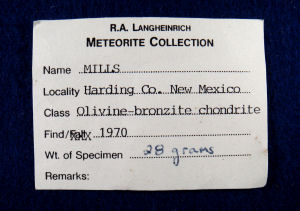 R.A. LANGHEINRICH
METEORITE COLLECTION
Name MILLS
Locality Harding Co. New Mexico
Class Olivine-bronzite chondrite
Find/Fall 1970
Wt. of Specimen 28 grams
Remarks: